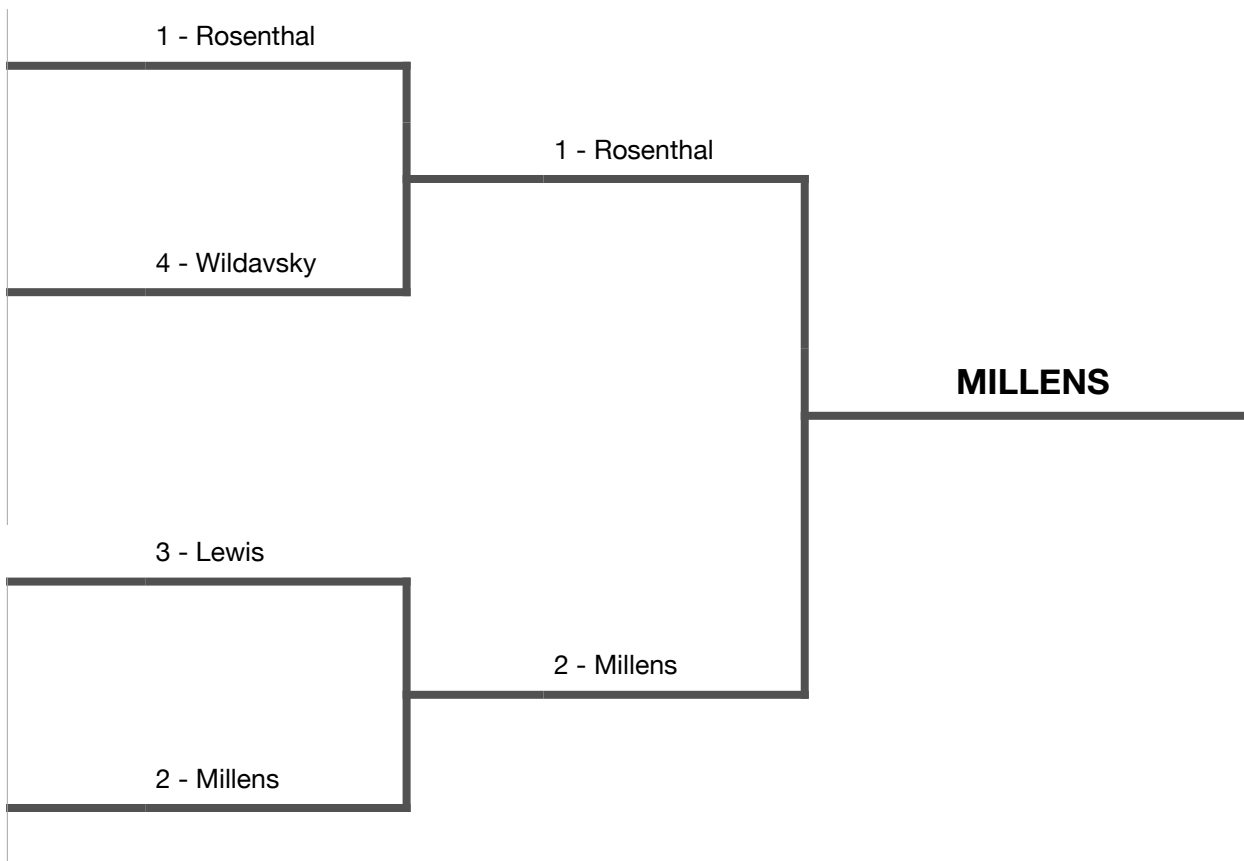 1 - Rosenthal
1 - Rosenthal
4 - Wildavsky
MILLENS
3 - Lewis
2 - Millens
2 - Millens